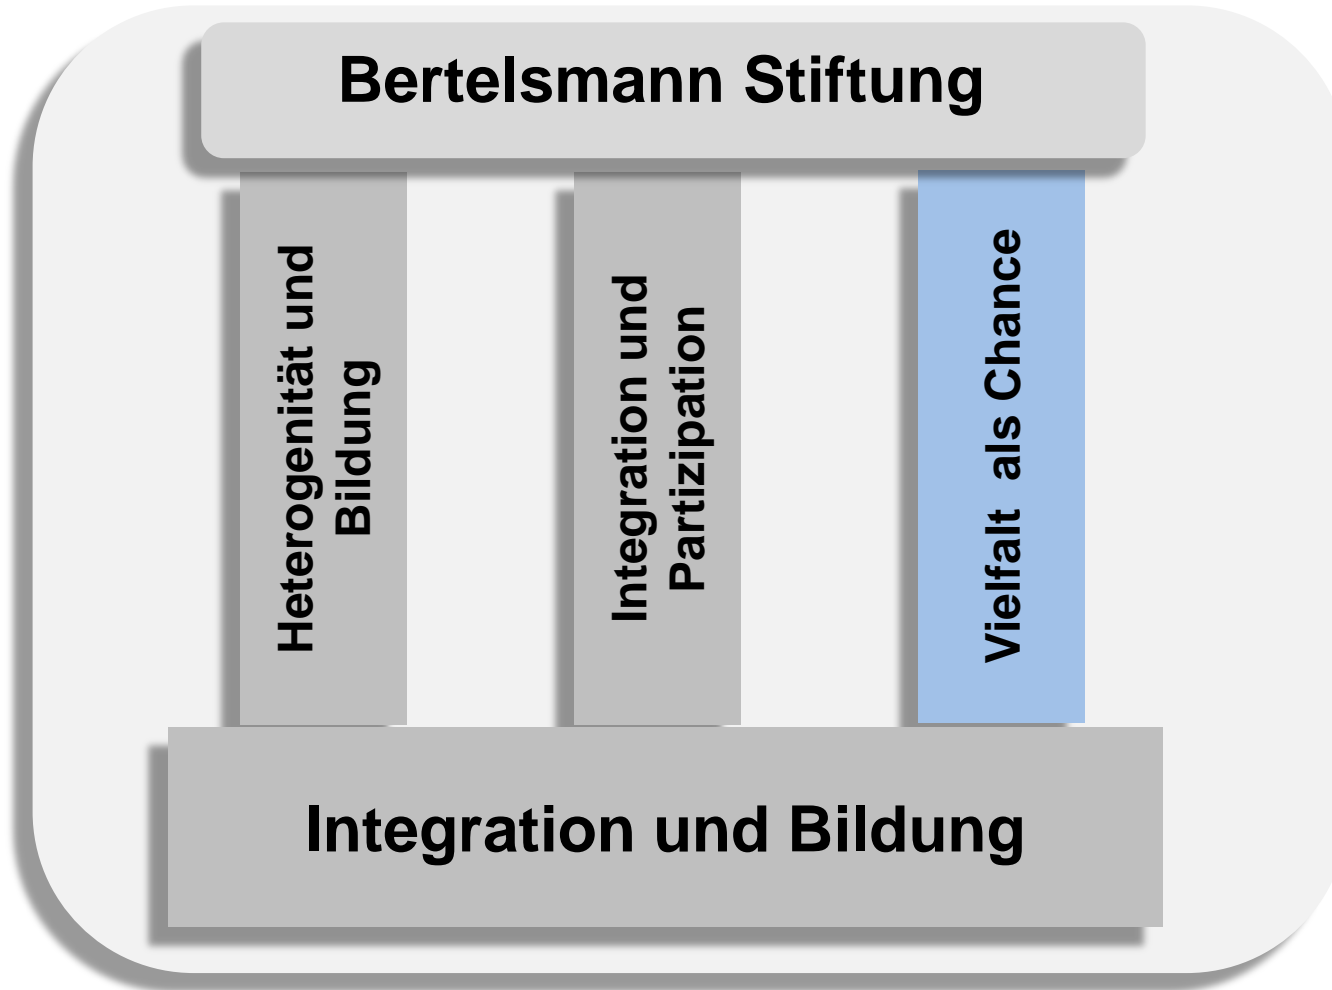 Bertelsmann Stiftung
Heterogenität und
Bildung
Integration und
Partizipation
Vielfalt  als Chance
Integration und Bildung